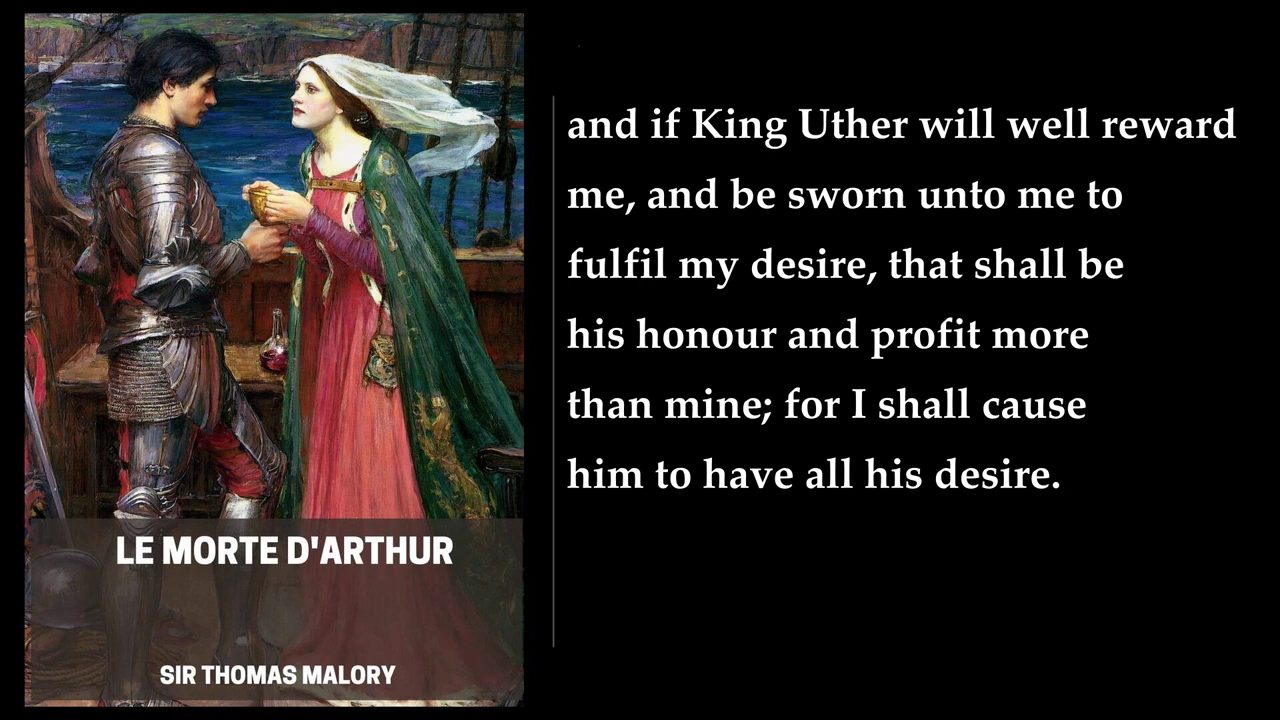 and if King Uther will well reward
me, and be sworn unto me to
fulfil my desire, that shall be
his honour and profit more
than mine; for I shall cause
him to have all his desire.
LE MORTE D'ARTHUR
SIR THOMAS MALORY